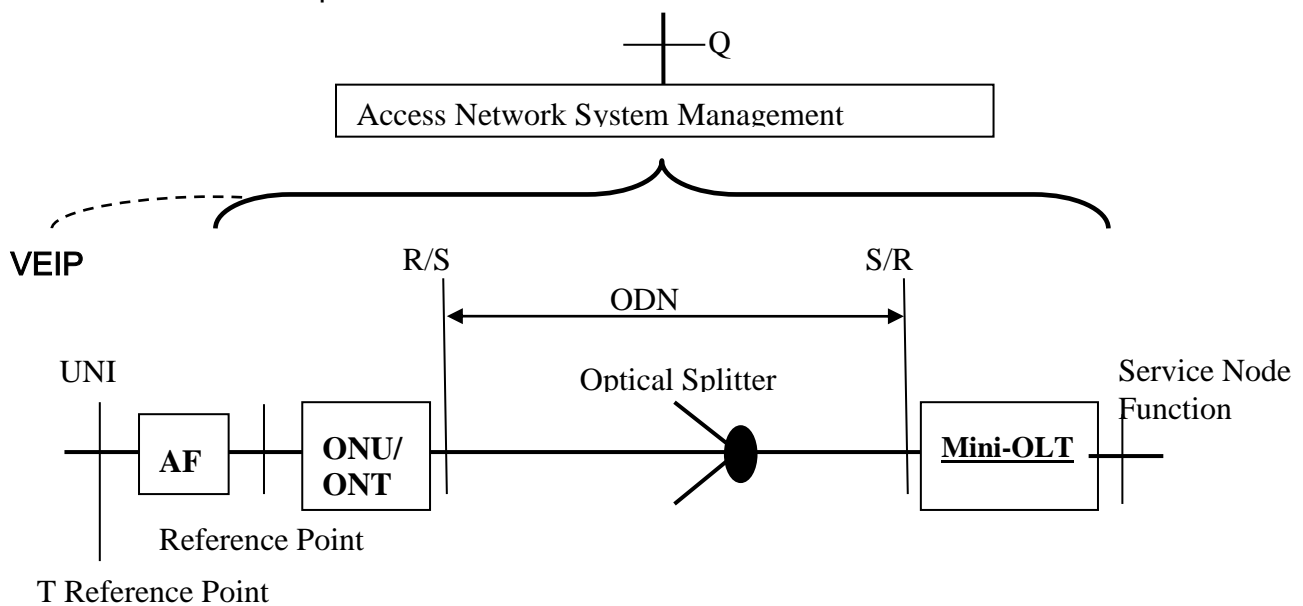 Q
Access Network System Management
VEIP
R/S
S/R
ODN
UNI
Optical Splitter
Service Node
Function
AF
ONU/
ONT
Mini-OLT
Reference Point
T Reference Point